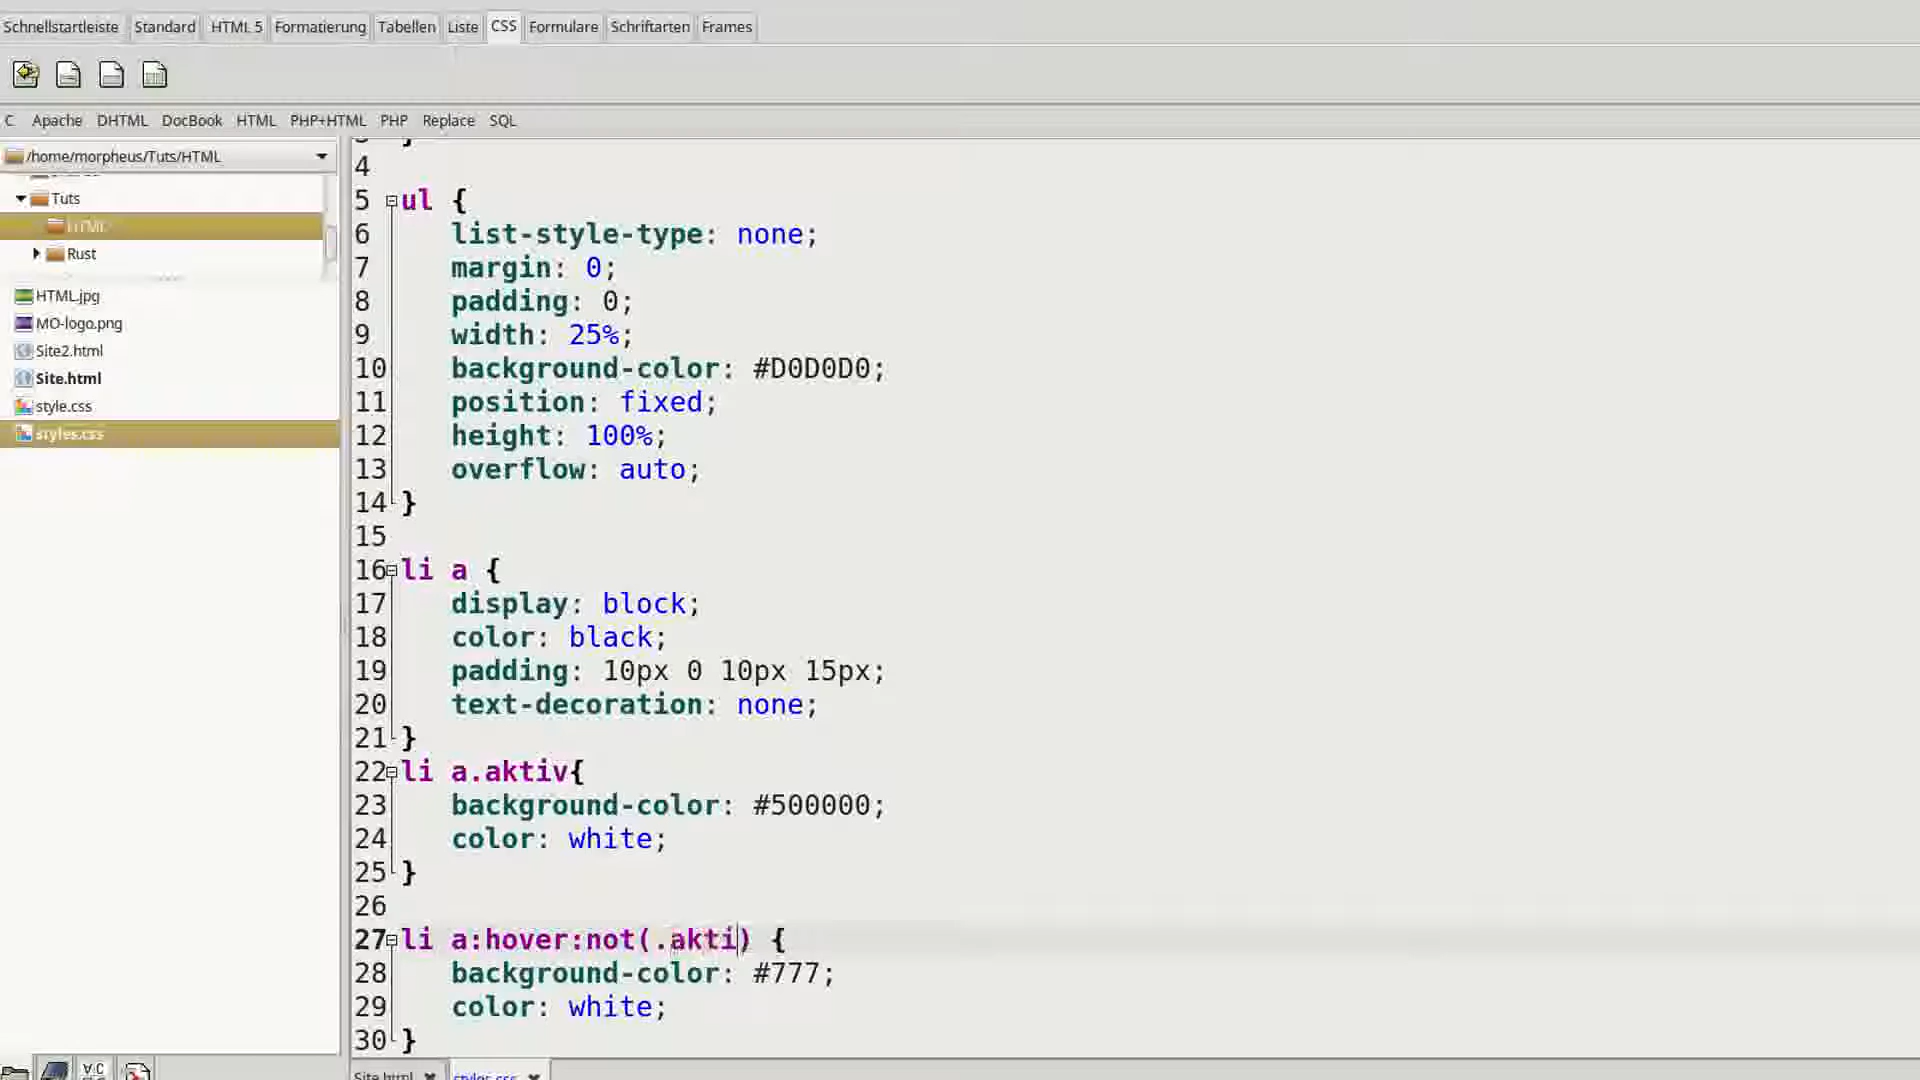 Schnellstartleiste Standard HTML 5 Formatierung Tabellen Liste CSS Formulare Schriftarten Frames
C Apache DHTML DocBook HTML PHP+HTML PHP Replace SQL
/home/morpheus/Tuts/HTML
Tuts
HTML
Rust
HTML.jpg
MO-logo.png
Site2.html
Site.html
style.css
styles.css
4
5 ul {
6 list-style-type: none;
7 margin: 0;
8 padding: 0;
9 width: 25%;
10 background-color: #D0D0D0;
11 position: fixed;
12 height: 100%;
13 overflow: auto;
14 }
15
16 li a {
17 display: block;
18 color: black;
19 padding: 10px 0 10px 15px;
20 text-decoration: none;
21 }
22 li a.aktiv{
23 background-color: #500000;
24 color: white;
25 }
26
27 li a:hover:not(.akti) {
28 background-color: #777;
29 color: white;
30 }
Site.html styles.css